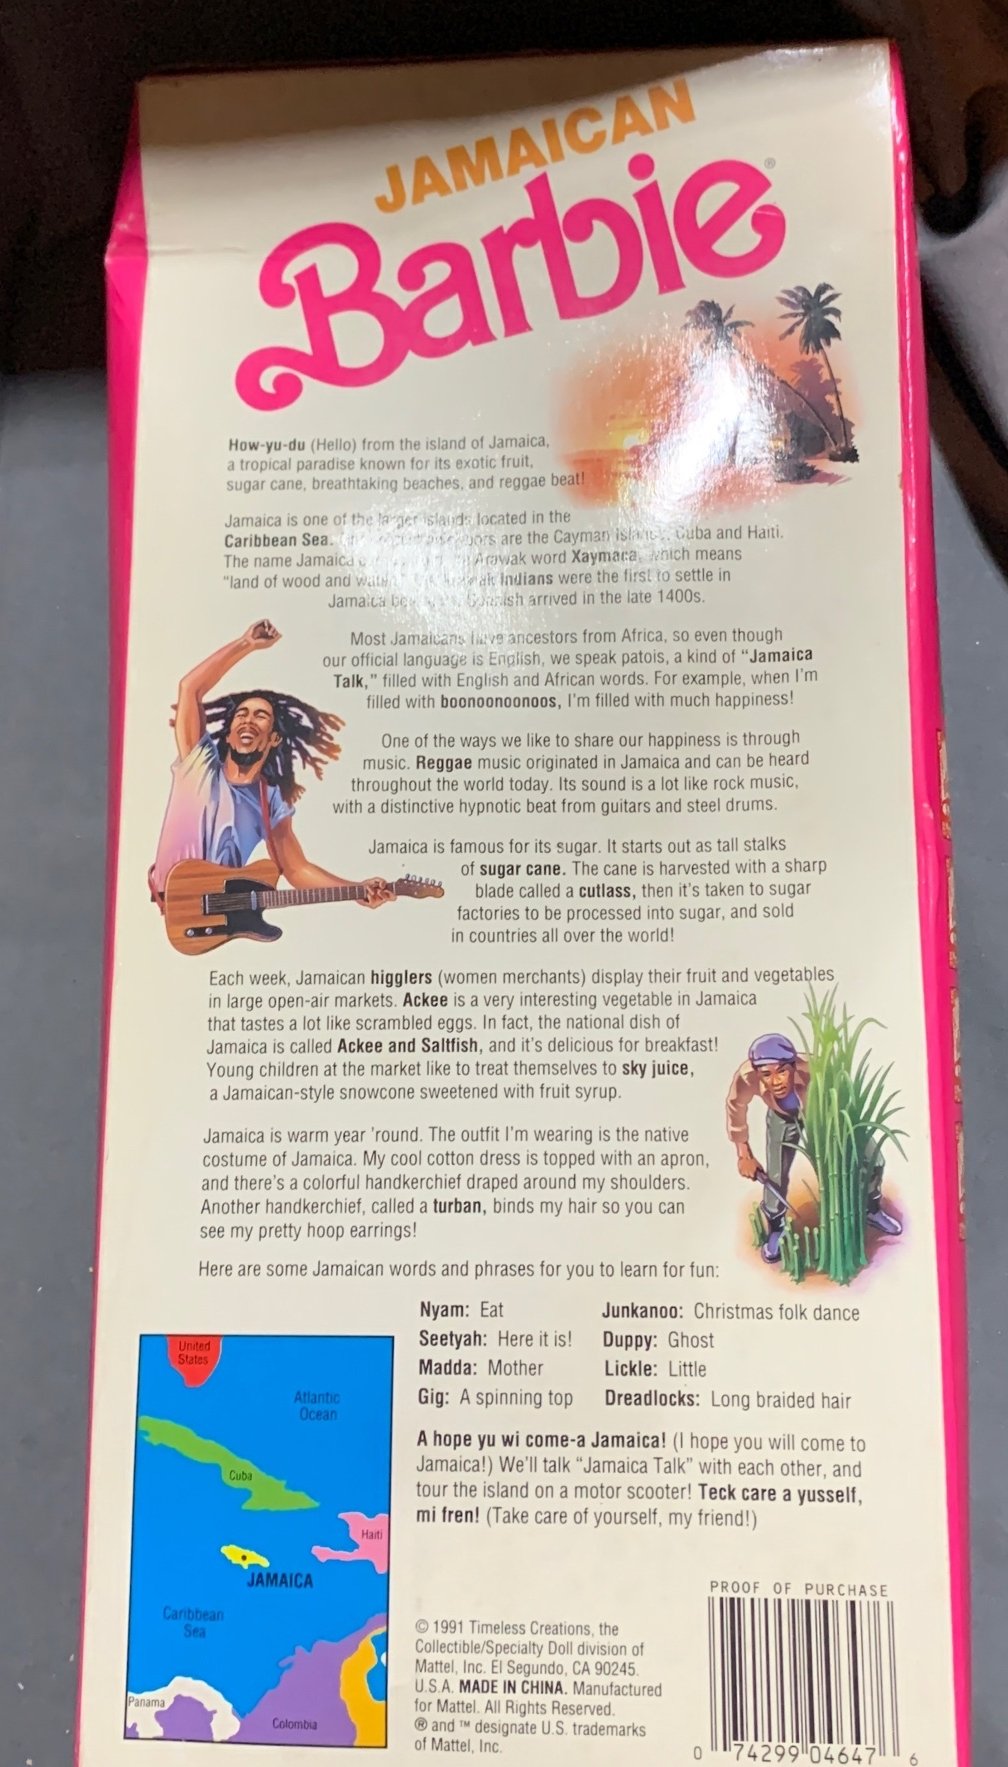 JAMAICAN
Barbie®
How-yu-du (Hello) from the island of Jamaica,
a tropical paradise known for its exotic fruit,
sugar cane, breathtaking beaches, and reggae beat!
Jamaica is one of the larger islands located in the
Caribbean Sea. are the Cayman Islands, Cuba and Haiti.
The name Jamaica Arawak word Xaymaca, which means
"land of wood and water." Arawak Indians were the first to settle in
Jamaica Spanish arrived in the late 1400s.
Most Jamaicans have ancestors from Africa, so even though
our official language is English, we speak patois, a kind of "Jamaica
Talk," filled with English and African words. For example, when I'm
filled with boonoonoonoos, I'm filled with much happiness!
One of the ways we like to share our happiness is through
music. Reggae music originated in Jamaica and can be heard
throughout the world today. Its sound is a lot like rock music,
with a distinctive hypnotic beat from guitars and steel drums.
Jamaica is famous for its sugar. It starts out as tall stalks
of sugar cane. The cane is harvested with a sharp
blade called a cutlass, then it's taken to sugar
factories to be processed into sugar, and sold
in countries all over the world!
Each week, Jamaican higglers (women merchants) display their fruit and vegetables
in large open-air markets. Ackee is a very interesting vegetable in Jamaica
that tastes a lot like scrambled eggs. In fact, the national dish of
Jamaica is called Ackee and Saltfish, and it's delicious for breakfast!
Young children at the market like to treat themselves to sky juice,
a Jamaican-style snowcone sweetened with fruit syrup.
Jamaica is warm year 'round. The outfit I'm wearing is the native
costume of Jamaica. My cool cotton dress is topped with an apron,
and there's a colorful handkerchief draped around my shoulders.
Another handkerchief, called a turban, binds my hair so you can
see my pretty hoop earrings!
Here are some Jamaican words and phrases for you to learn for fun:
Nyam: Eat
Seetyah: Here it is!
Madda: Mother
Gig: A spinning top
Junkanoo: Christmas folk dance
Duppy: Ghost
Lickle: Little
Dreadlocks: Long braided hair
A hope yu wi come-a Jamaica! (I hope you will come to
Jamaica!) We'll talk "Jamaica Talk" with each other, and
tour the island on a motor scooter! Teck care a yusself,
mi fren! (Take care of yourself, my friend!)
United
States
Atlantic
Ocean
Cuba
Haiti
JAMAICA
Caribbean
Sea
Panama
Colombia
© 1991 Timeless Creations, the
Collectible/Specialty Doll division of
Mattel, Inc. El Segundo, CA 90245.
U.S.A. MADE IN CHINA. Manufactured
for Mattel. All Rights Reserved.
® and ™ designate U.S. trademarks
of Mattel, Inc.
PROOF OF PURCHASE
0 74299 04647 6